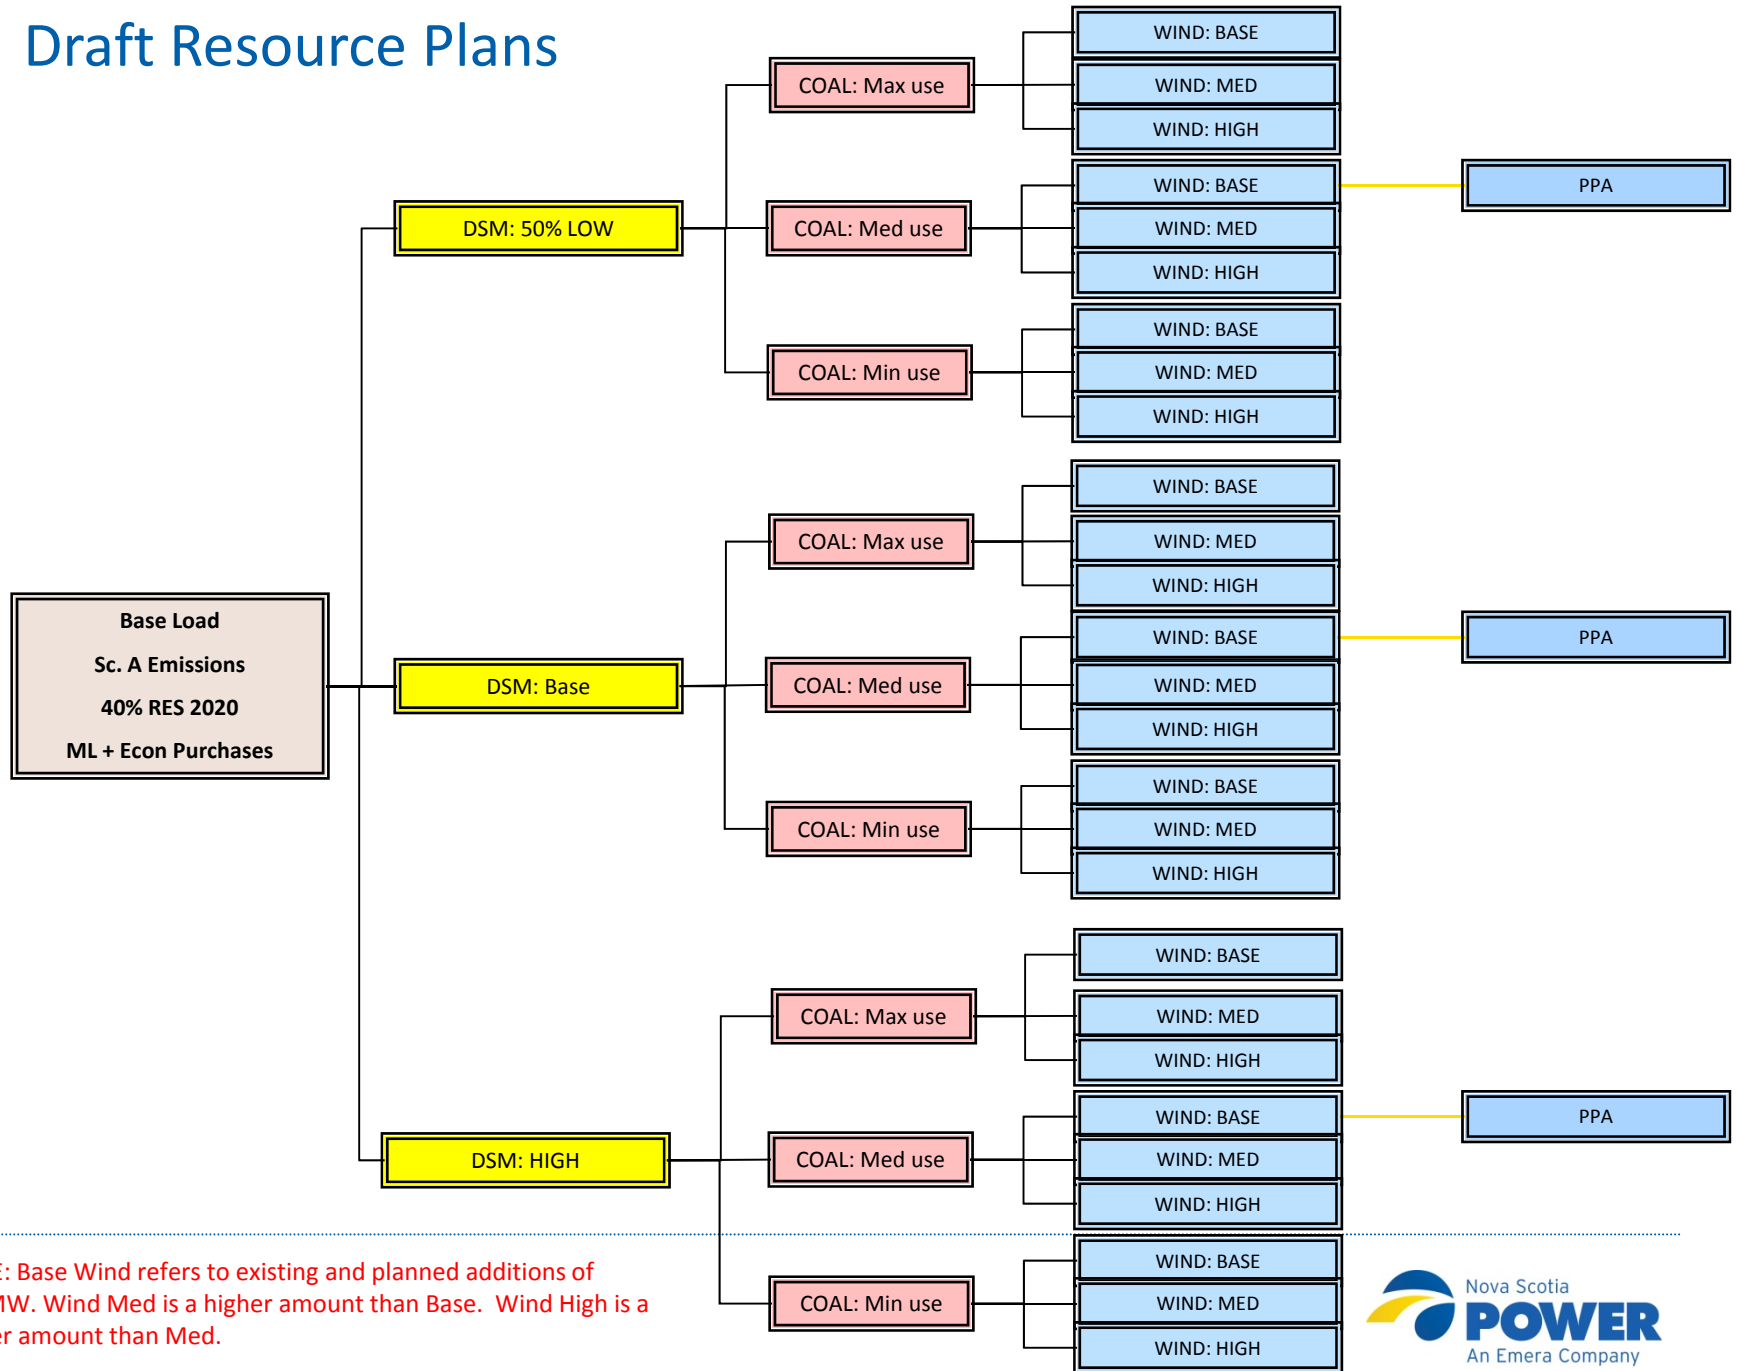 Draft Resource Plans
WIND: BASE
COAL: Max use
WIND: MED
WIND: HIGH
WIND: BASE
PPA
DSM: 50% LOW
COAL: Med use
WIND: MED
WIND: HIGH
WIND: BASE
COAL: Min use
WIND: MED
WIND: HIGH
WIND: BASE
COAL: Max use
WIND: MED
WIND: HIGH
Base Load
Sc. A Emissions
40% RES 2020
ML + Econ Purchases
WIND: BASE
PPA
DSM: Base
COAL: Med use
WIND: MED
WIND: HIGH
WIND: BASE
COAL: Min use
WIND: MED
WIND: HIGH
WIND: BASE
COAL: Max use
WIND: MED
WIND: HIGH
WIND: BASE
PPA
DSM: HIGH
COAL: Med use
WIND: MED
WIND: HIGH
WIND: BASE
COAL: Min use
WIND: MED
WIND: HIGH
: Base Wind refers to existing and planned additions of
MW. Wind Med is a higher amount than Base. Wind High is a
er amount than Med.
Nova Scotia
POWER
An Emera Company